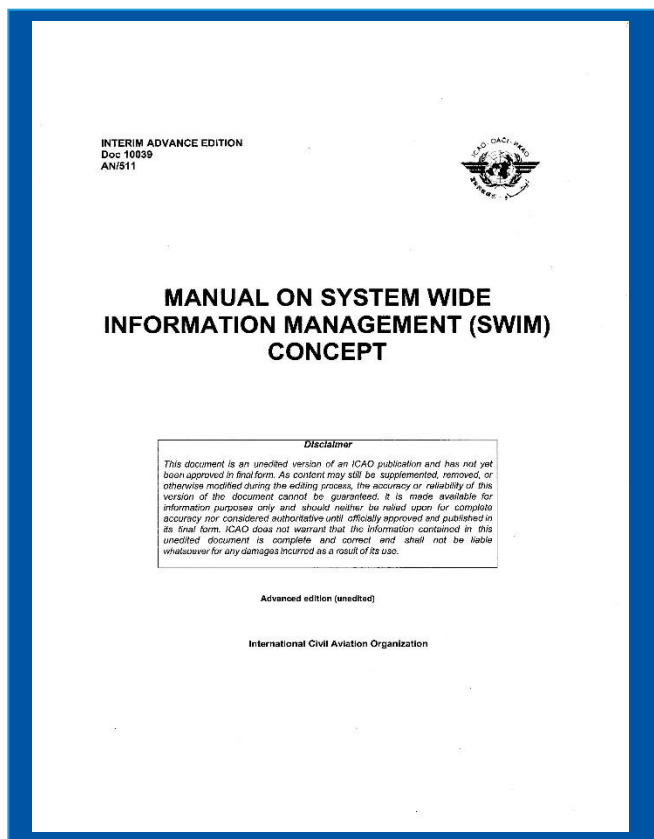 INTERIM ADVANCE EDITION
Doc 10039
AN/511
ICAO · OACI · ИКАО
MANUAL ON SYSTEM WIDE
INFORMATION MANAGEMENT (SWIM)
CONCEPT
Disclaimer
This document is an unedited version of an ICAO publication and has not yet
been approved in final form. As content may still be supplemented, removed, or
otherwise modified during the editing process, the accuracy or reliability of this
version of the document cannot be guaranteed. It is made available for
information purposes only and should neither be relied upon for complete
accuracy nor considered authoritative until officially approved and published in
its final form. ICAO does not warrant that the information contained in this
unedited document is complete and correct and shall not be liable
whatsoever for any damages incurred as a result of its use.
Advanced edition (unedited)
International Civil Aviation Organization